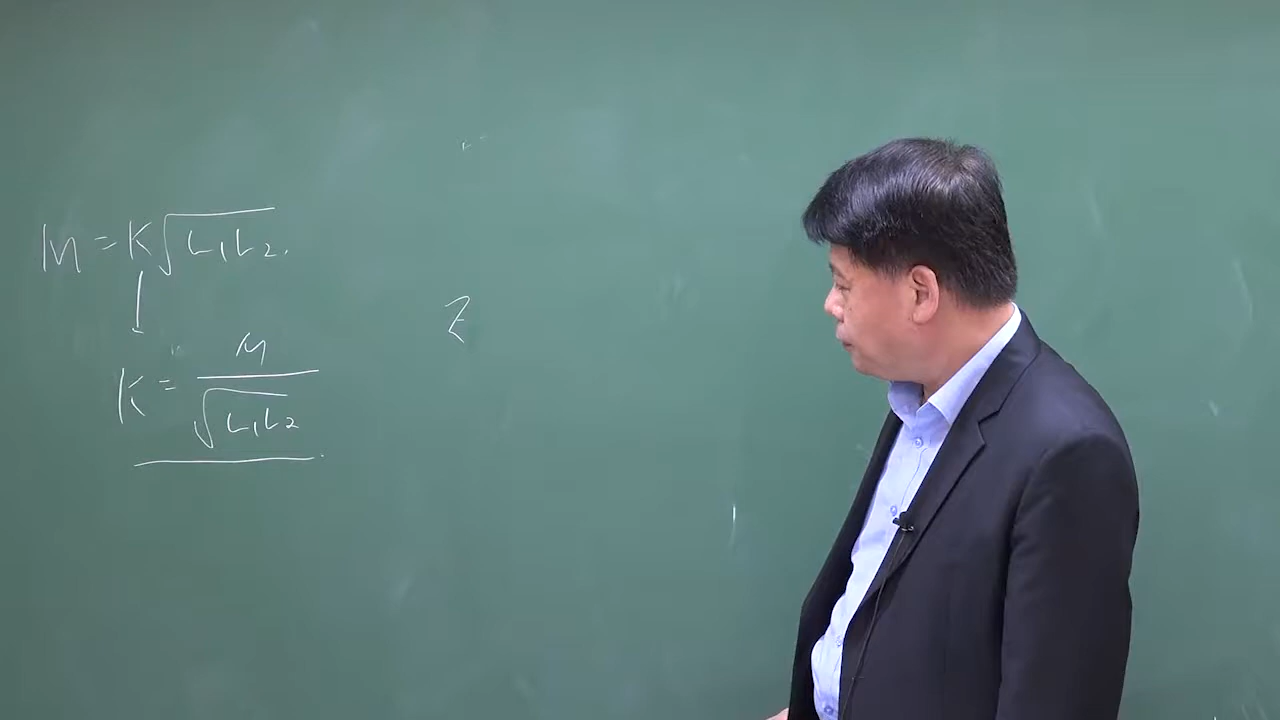 M = K√L₁L₂.
K = M/√L₁L₂
Z